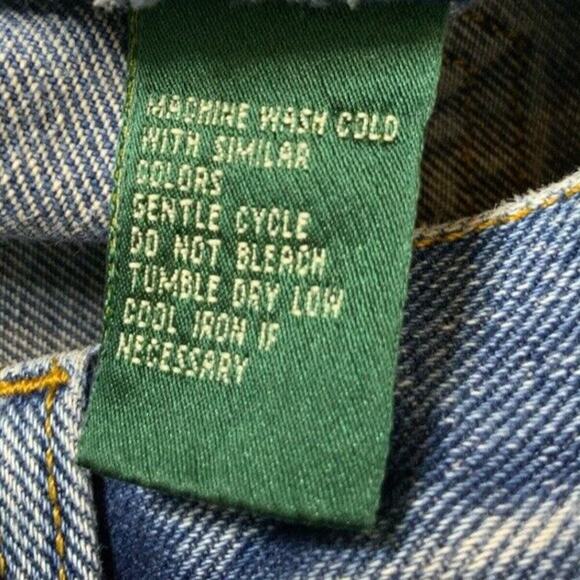 MACHINE WASH COLD
WITH SIMILAR
COLORS
GENTLE CYCLE
DO NOT BLEACH
TUMBLE DRY LOW
COOL IRON IF
NECESSARY